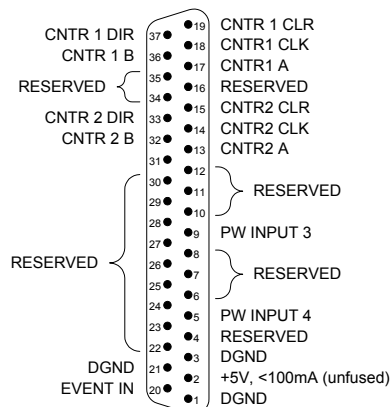 CNTR 1 DIR 37 19 CNTR 1 CLR
CNTR 1 B 36 18 CNTR1 CLK
RESERVED 35 17 CNTR1 A
34 16 RESERVED
CNTR 2 DIR 33 15 CNTR2 CLR
CNTR 2 B 32 14 CNTR2 CLK
31 13 CNTR2 A
RESERVED 30 12 RESERVED
29 11
28 10
27 9 PW INPUT 3
26 8 RESERVED
25 7
24 6
23 5 PW INPUT 4
22 4 RESERVED
DGND 21 3 DGND
EVENT IN 20 2 +5V, <100mA (unfused)
1 DGND